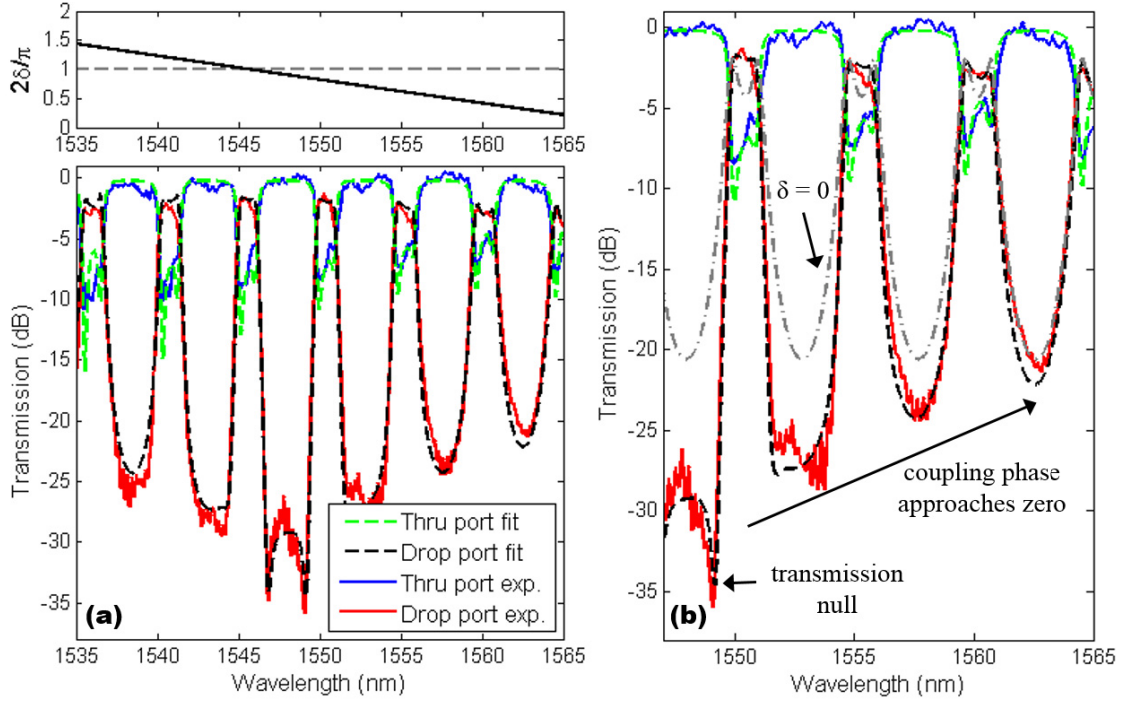 2δ/π
2
1.5
1
0.5
0
1535 1540 1545 1550 1555 1560 1565
Transmission (dB)
0
-5
-10
-15
-20
-25
-30
-35
Thru port fit
Drop port fit
Thru port exp.
Drop port exp.
(a)
1535 1540 1545 1550 1555 1560 1565
Wavelength (nm)
Transmission (dB)
0
-5
-10
-15
-20
-25
-30
-35
δ = 0
coupling phase
approaches zero
transmission
null
(b)
1550 1555 1560 1565
Wavelength (nm)